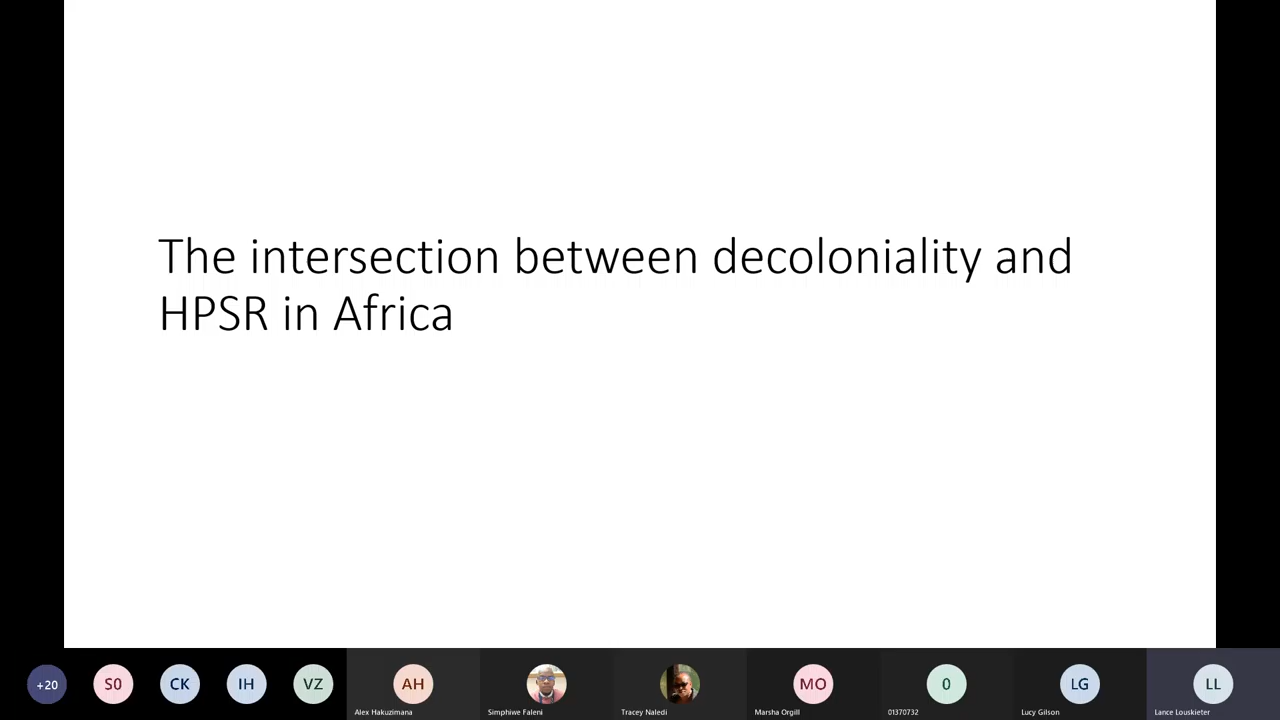 The intersection between decoloniality and
HPSR in Africa
+20
S0
CK
IH
VZ
AH
MO
0
LG
LL
Alex Hakuzimana
Simphiwe Faleni
Tracey Naledi
Marsha Orgill
01370732
Lucy Gilson
Lance Louskieter